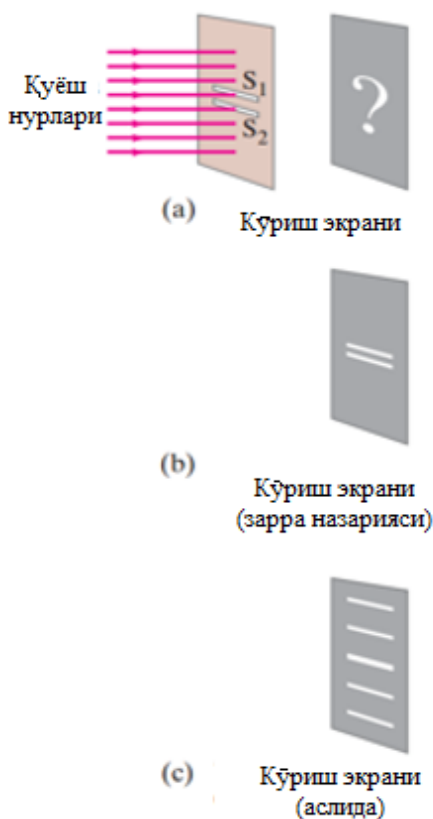 Қуёш
нурлари
S₁
S₂
?
(a)
Кўриш экрани
(b)
Кўриш экрани
(зарра назарияси)
(c)
Кўриш экрани
(аслида)